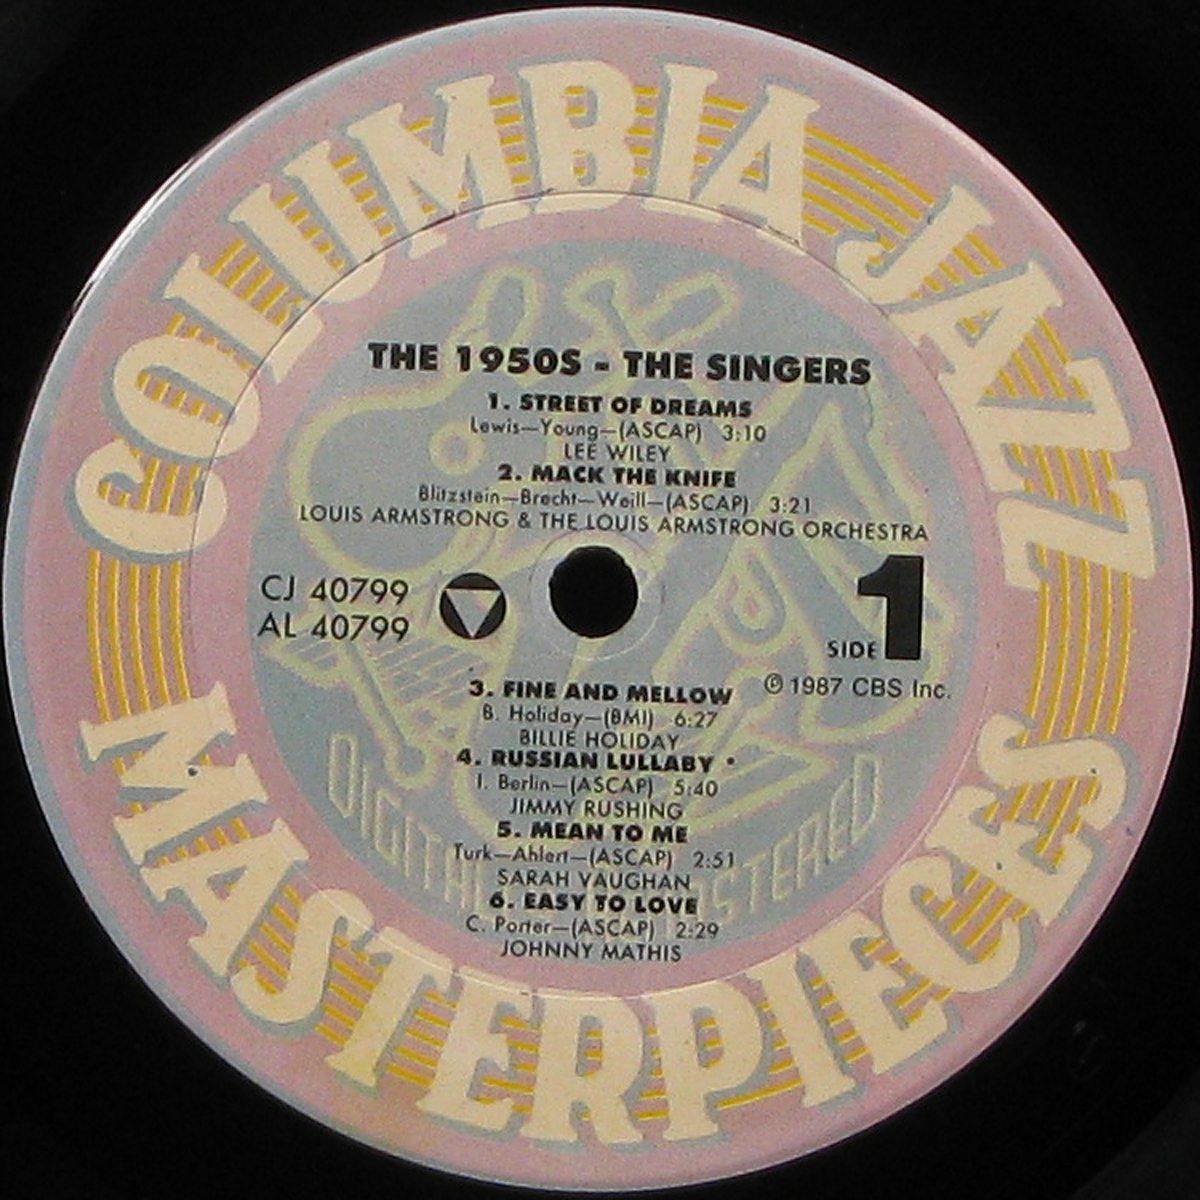 COLUMBIA JAZZ
MASTERPIECES
THE 1950S - THE SINGERS
1. STREET OF DREAMS
Lewis—Young—(ASCAP) 3:10
LEE WILEY
2. MACK THE KNIFE
Blitzstein—Brecht—Weill—(ASCAP) 3:21
LOUIS ARMSTRONG & THE LOUIS ARMSTRONG ORCHESTRA
CJ 40799
AL 40799
SIDE 1
℗ 1987 CBS Inc.
3. FINE AND MELLOW
B. Holiday—(BMI) 6:27
BILLIE HOLIDAY
4. RUSSIAN LULLABY •
I. Berlin—(ASCAP) 5:40
JIMMY RUSHING
5. MEAN TO ME
Turk—Ahlert—(ASCAP) 2:51
SARAH VAUGHAN
6. EASY TO LOVE
C. Porter—(ASCAP) 2:29
JOHNNY MATHIS